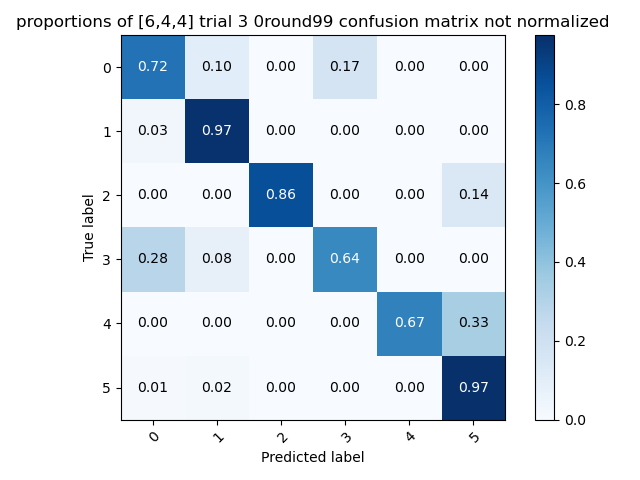 proportions of [6,4,4] trial 3 0round99 confusion matrix not normalized
0 0.72 0.10 0.00 0.17 0.00 0.00
1 0.03 0.97 0.00 0.00 0.00 0.00
2 0.00 0.00 0.86 0.00 0.00 0.14
3 0.28 0.08 0.00 0.64 0.00 0.00
4 0.00 0.00 0.00 0.00 0.67 0.33
5 0.01 0.02 0.00 0.00 0.00 0.97
0 1 2 3 4 5
True label
Predicted label
0.8
0.6
0.4
0.2
0.0